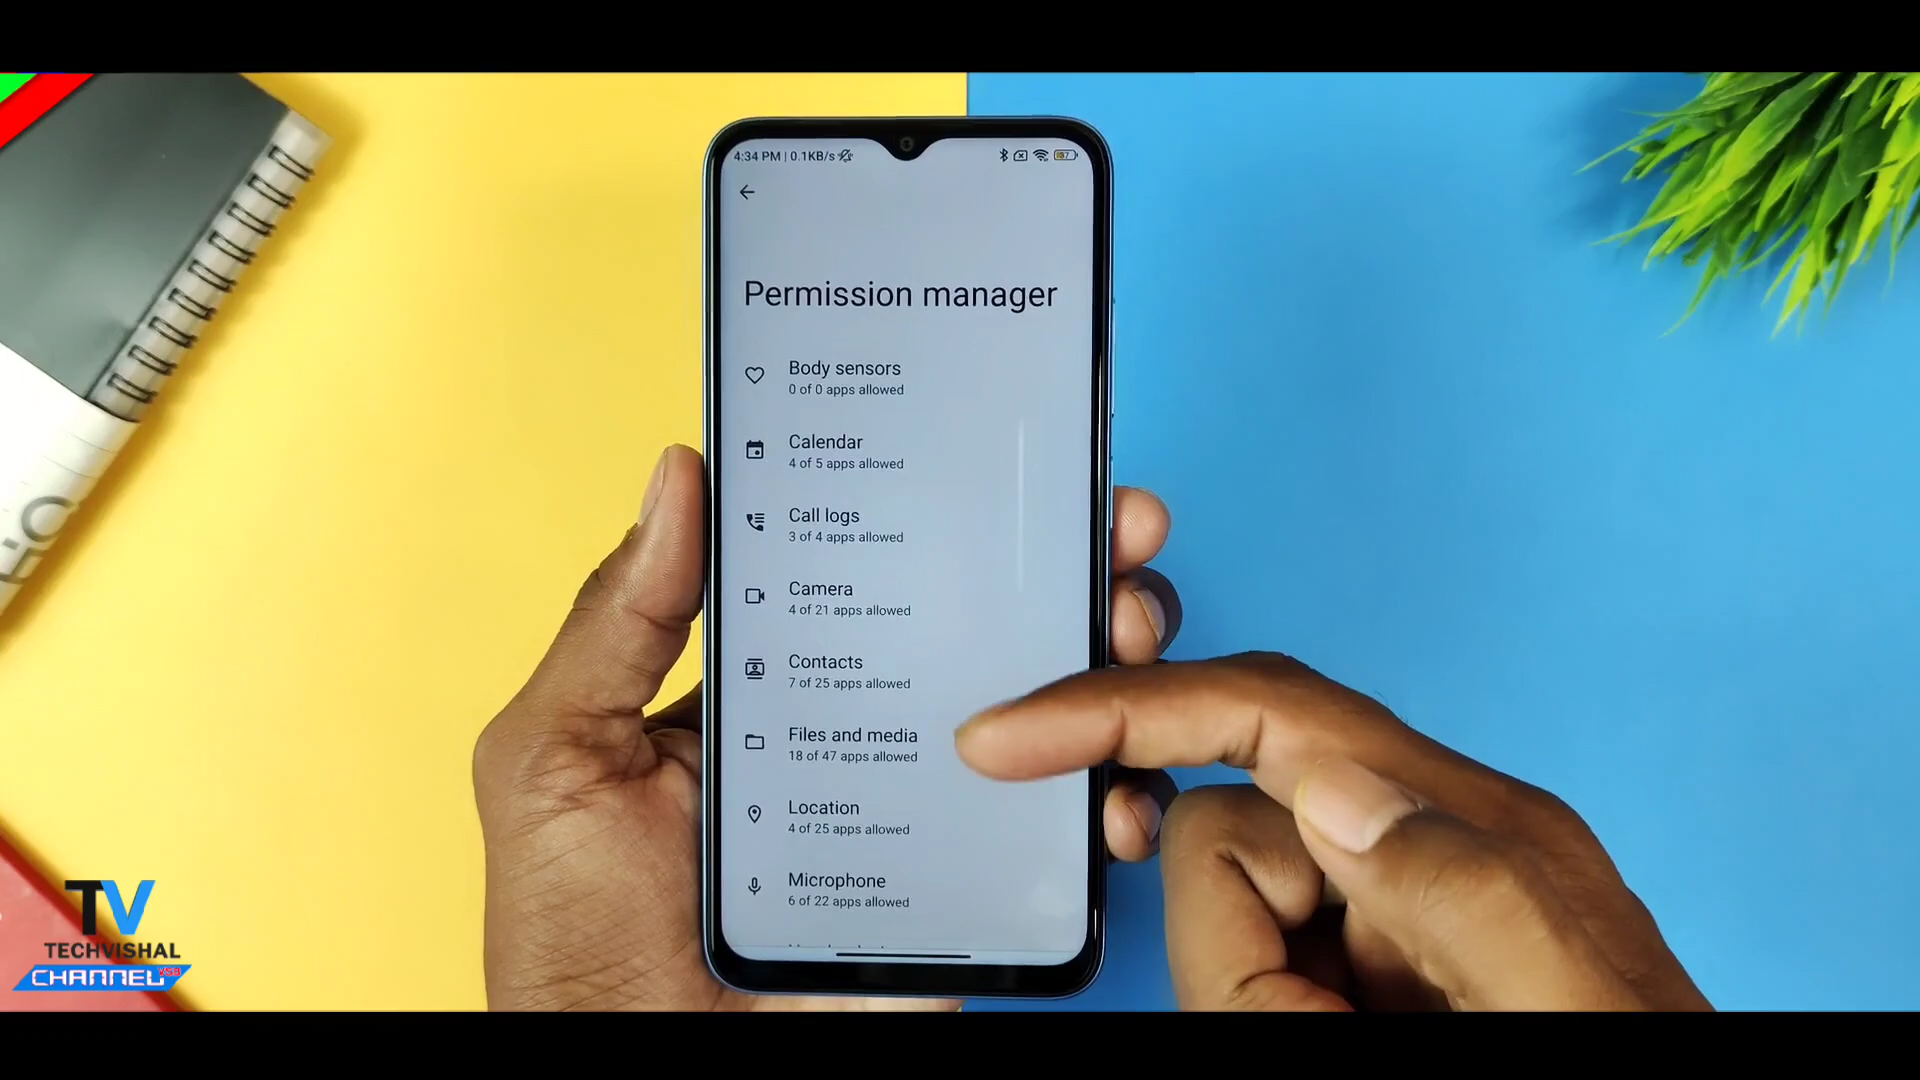 4:34 PM | 0.1KB/s
Permission manager
Body sensors
0 of 0 apps allowed
Calendar
4 of 5 apps allowed
Call logs
3 of 4 apps allowed
Camera
4 of 21 apps allowed
Contacts
7 of 25 apps allowed
Files and media
18 of 47 apps allowed
Location
4 of 25 apps allowed
Microphone
6 of 22 apps allowed
TV
TECHVISHAL
CHANNEL